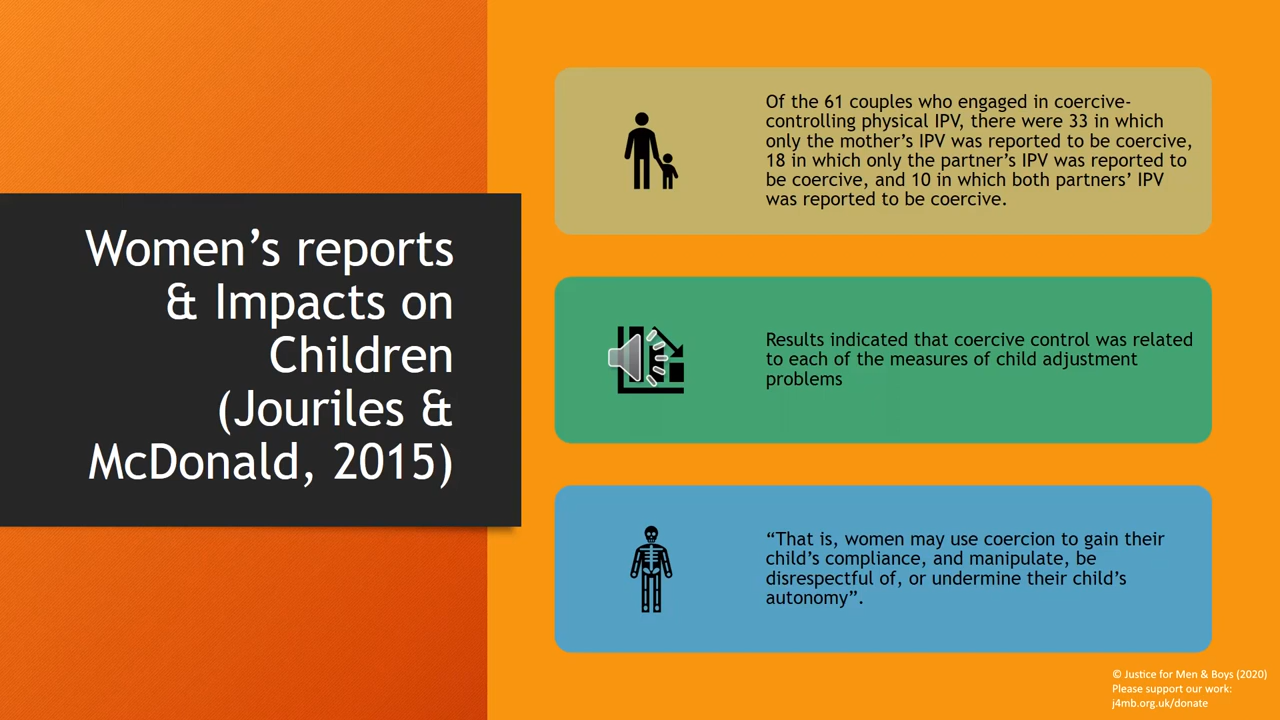 Women’s reports
& Impacts on
Children
(Jouriles &
McDonald, 2015)
Of the 61 couples who engaged in coercive-
controlling physical IPV, there were 33 in which
only the mother’s IPV was reported to be coercive,
18 in which only the partner’s IPV was reported to
be coercive, and 10 in which both partners’ IPV
was reported to be coercive.
Results indicated that coercive control was related
to each of the measures of child adjustment
problems
“That is, women may use coercion to gain their
child’s compliance, and manipulate, be
disrespectful of, or undermine their child’s
autonomy”.
© Justice for Men & Boys (2020)
Please support our work:
j4mb.org.uk/donate